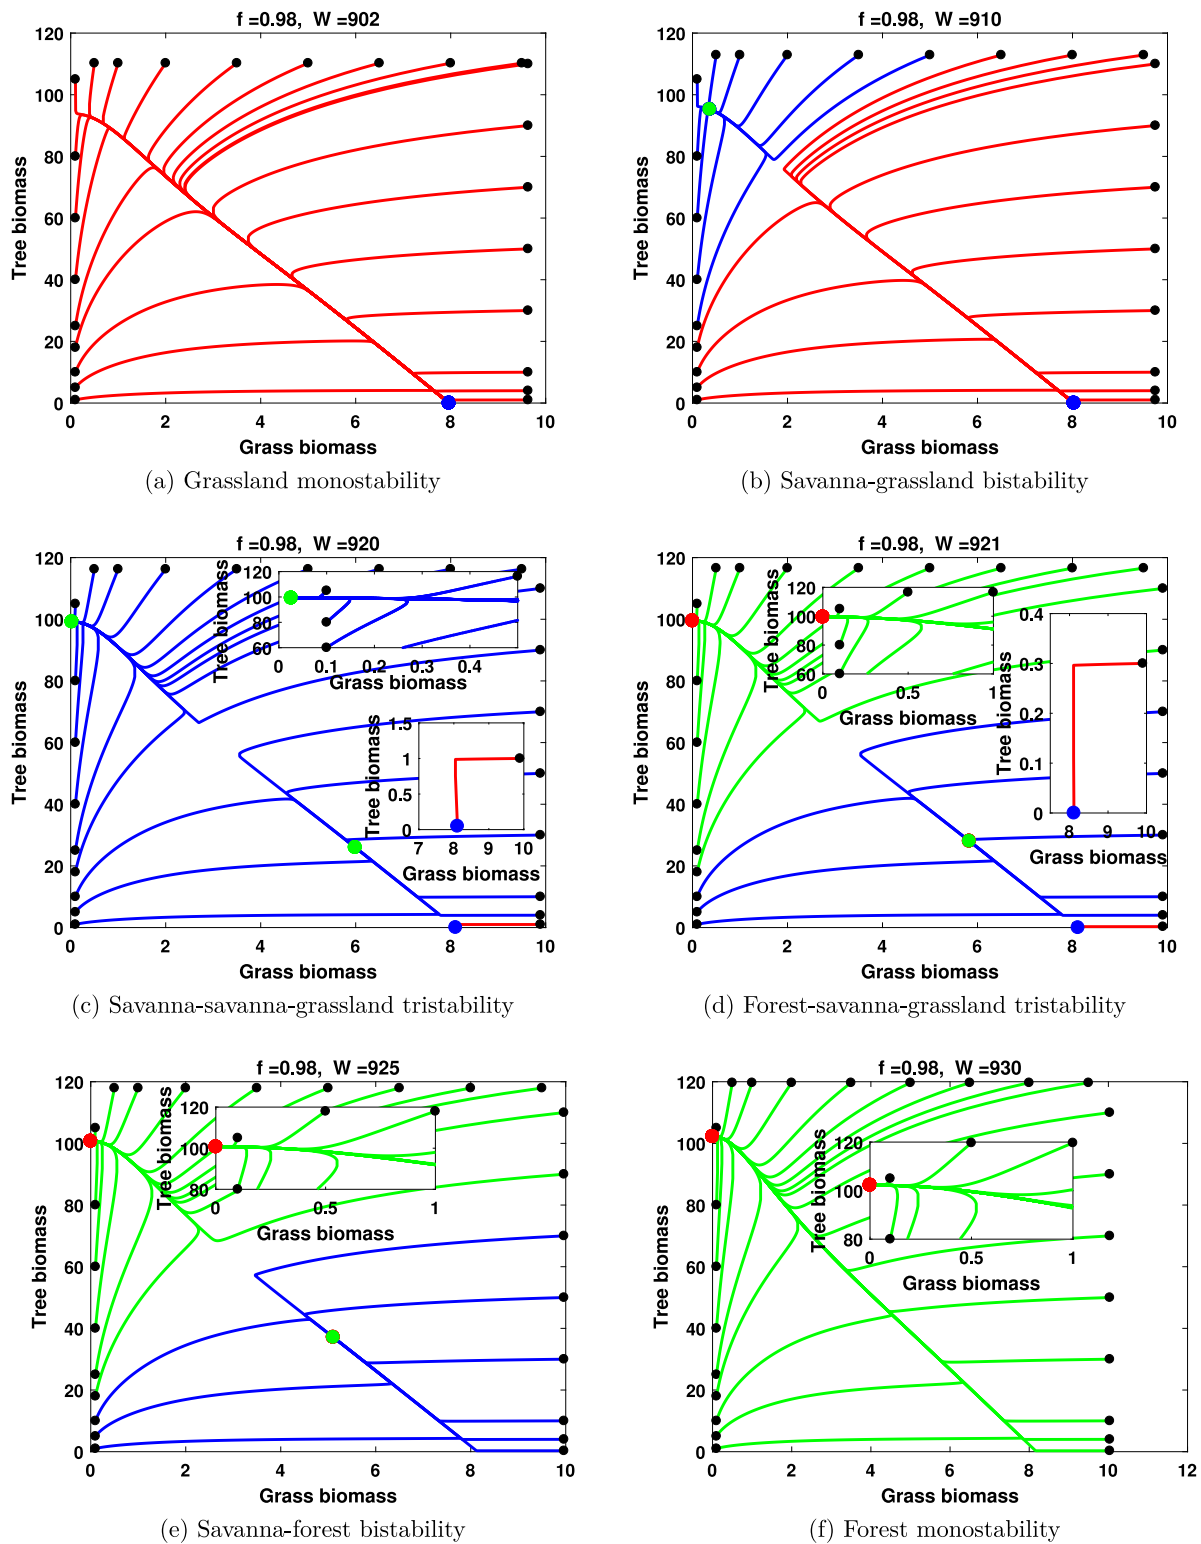 f =0.98,  W =902
120
100
80
60
40
20
0
Tree biomass
0 2 4 6 8 10
Grass biomass
(a) Grassland monostability
f =0.98,  W =910
120
100
80
60
40
20
0
Tree biomass
0 2 4 6 8 10
Grass biomass
(b) Savanna-grassland bistability
f =0.98,  W =920
120
100
80
60
40
20
0
Tree biomass
120
100
80
60
Tree biomass
0 0.1 0.2 0.3 0.4
Grass biomass
1.5
1
0.5
0
Tree biomass
7 8 9 10
Grass biomass
0 2 4 6 8 10
Grass biomass
(c) Savanna-savanna-grassland tristability
f =0.98,  W =921
120
100
80
60
40
20
0
Tree biomass
120
100
80
60
Tree biomass
0 0.5 1
Grass biomass
0.4
0.3
0.2
0.1
0
Tree biomass
8 9 10
Grass biomass
0 2 4 6 8 10
Grass biomass
(d) Forest-savanna-grassland tristability
f =0.98,  W =925
120
100
80
60
40
20
0
Tree biomass
120
100
80
Tree biomass
0 0.5 1
Grass biomass
0 2 4 6 8 10
Grass biomass
(e) Savanna-forest bistability
f =0.98,  W =930
120
100
80
60
40
20
0
Tree biomass
120
100
80
Tree biomass
0 0.5 1
Grass biomass
0 2 4 6 8 10 12
Grass biomass
(f) Forest monostability